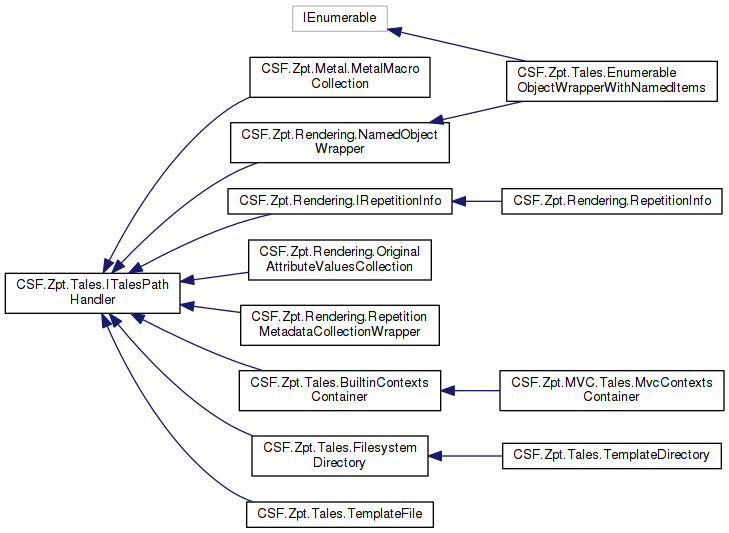 IEnumerable
CSF.Zpt.Metal.MetalMacro
Collection
CSF.Zpt.Tales.Enumerable
ObjectWrapperWithNamedItems
CSF.Zpt.Rendering.NamedObject
Wrapper
CSF.Zpt.Rendering.IRepetitionInfo
CSF.Zpt.Rendering.RepetitionInfo
CSF.Zpt.Rendering.Original
AttributeValuesCollection
CSF.Zpt.Tales.ITalesPath
Handler
CSF.Zpt.Rendering.Repetition
MetadataCollectionWrapper
CSF.Zpt.Tales.BuiltinContexts
Container
CSF.Zpt.MVC.Tales.MvcContexts
Container
CSF.Zpt.Tales.Filesystem
Directory
CSF.Zpt.Tales.TemplateDirectory
CSF.Zpt.Tales.TemplateFile